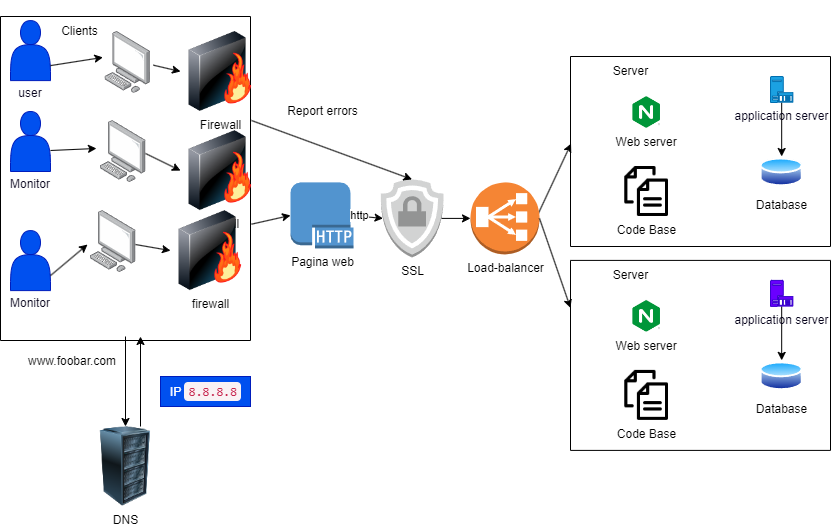 Clients
user
Firewall
Monitor
Monitor
firewall
Report errors
HTTP
Pagina web
http
SSL
Load-balancer
Server
Web server
Code Base
application server
Database
Server
Web server
Code Base
application server
Database
www.foobar.com
IP 8.8.8.8
DNS